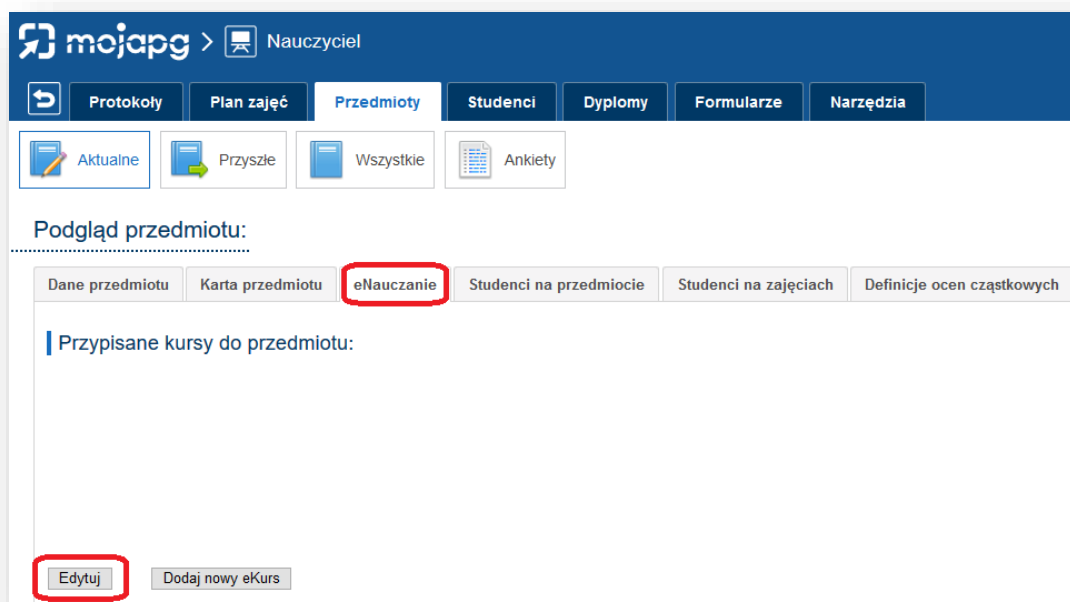 mojapg > Nauczyciel
Protokoły Plan zajęć Przedmioty Studenci Dyplomy Formularze Narzędzia
Aktualne Przyszłe Wszystkie Ankiety
Podgląd przedmiotu:
Dane przedmiotu Karta przedmiotu eNauczanie Studenci na przedmiocie Studenci na zajęciach Definicje ocen cząstkowych
Przypisane kursy do przedmiotu:
Edytuj Dodaj nowy eKurs